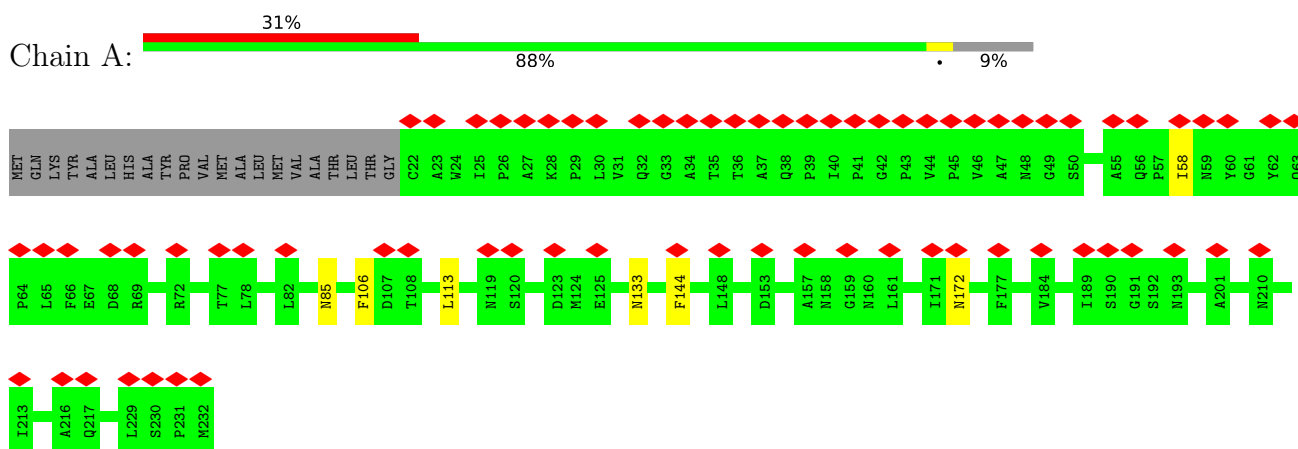 31%
Chain A:
88% • 9%
MET GLN LYS TYR ALA LEU HIS ALA TYR PRO VAL MET ALA LEU MET VAL ALA THR LEU THR GLY C22 A23 W24 I25 P26 A27 K28 P29 L30 V31 Q32 G33 A34 T35 T36 A37 Q38 P39 I40 P41 G42 P43 V44 P45 V46 A47 N48 G49 S50 A55 Q56 P57 I58 N59 Y60 G61 Y62 Q63
P64 L65 F66 E67 D68 R69 R72 T77 L78 L82 N85 F106 D107 T108 L113 N119 S120 D123 M124 E125 N133 F144 L148 D153 A157 N158 G159 N160 L161 I171 N172 F177 V184 I189 S190 G191 S192 N193 A201 N210
I213 A216 Q217 L229 S230 P231 M232